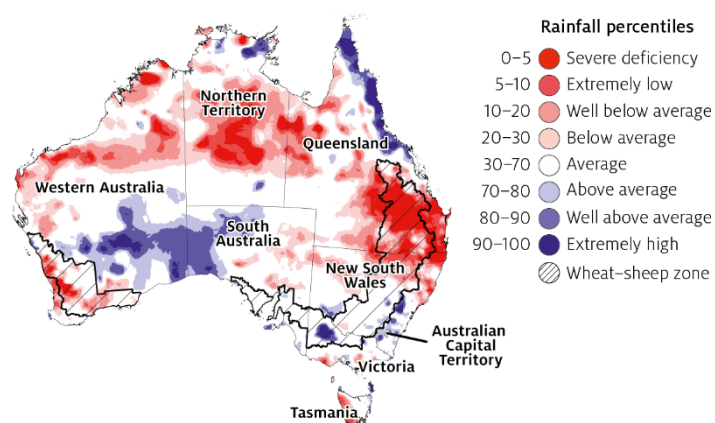 Rainfall percentiles
0–5 Severe deficiency
5–10 Extremely low
10–20 Well below average
20–30 Below average
30–70 Average
70–80 Above average
80–90 Well above average
90–100 Extremely high
Wheat–sheep zone
Northern
Territory
Queensland
Western Australia
South
Australia
New South
Wales
Australian
Capital
Territory
Victoria
Tasmania